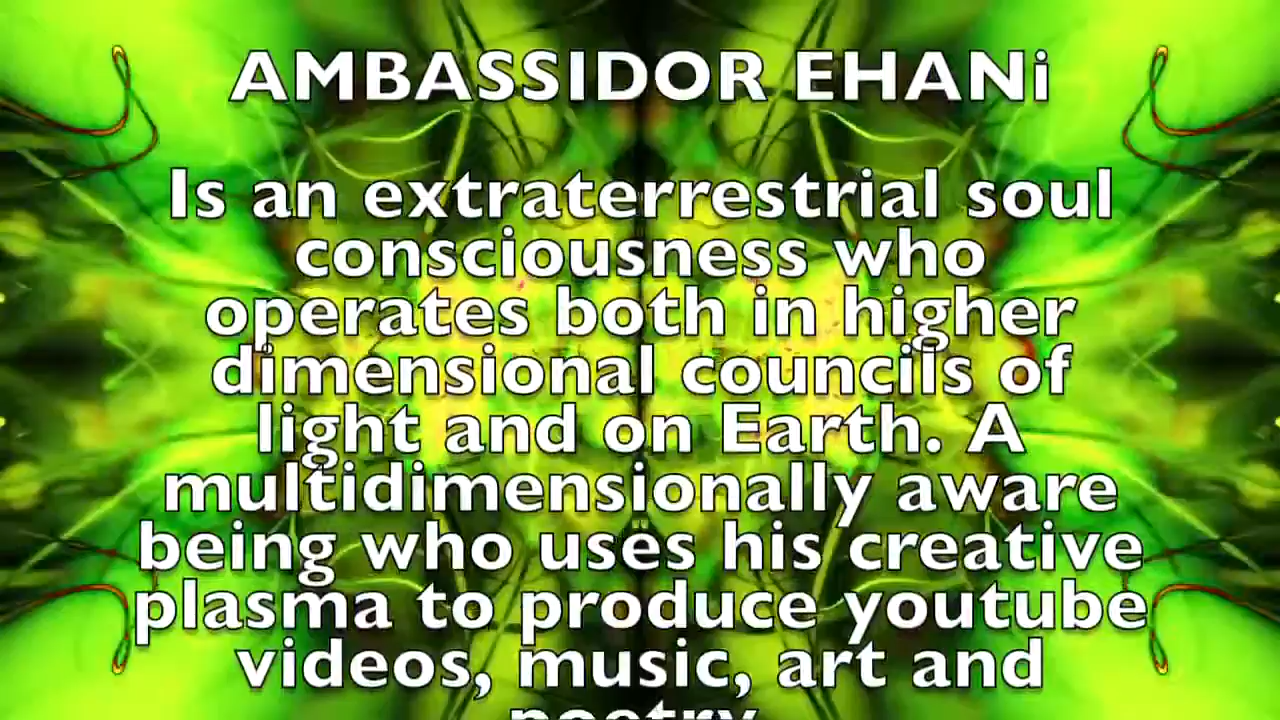 AMBASSIDOR EHANi
Is an extraterrestrial soul
consciousness who
operates both in higher
dimensional councils of
light and on Earth. A
multidimensionally aware
being who uses his creative
plasma to produce youtube
videos, music, art and
poetry.